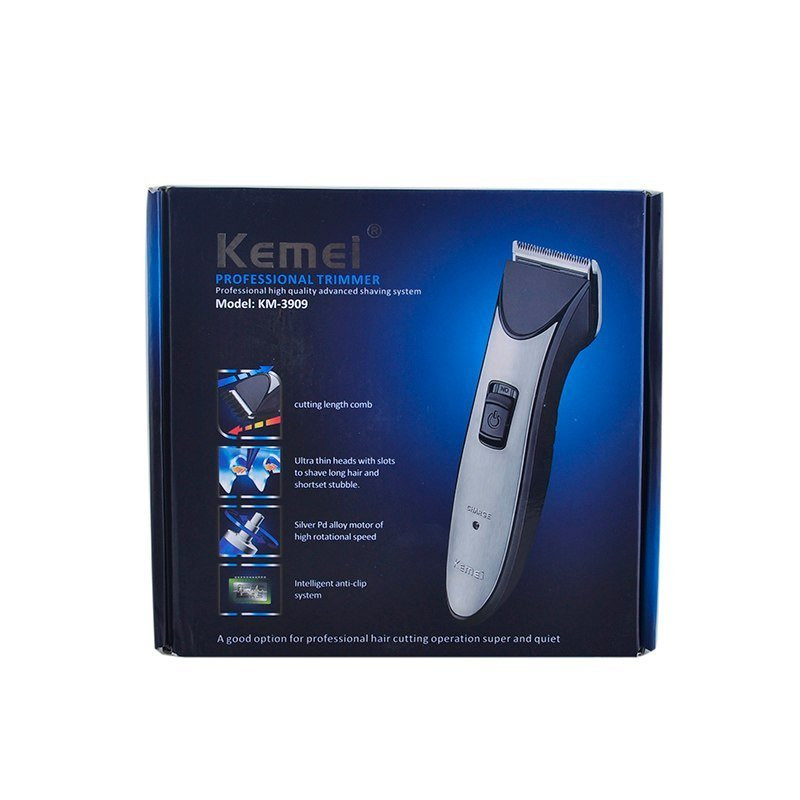 Kemei®
PROFESSIONAL TRIMMER
Professional high quality advanced shaving system
Model: KM-3909
cutting length comb
Ultra thin heads with slots
to shave long hair and
shortset stubble.
Silver Pd alloy motor of
high rotational speed
Intelligent anti-clip
system
ON
CHARGE
Kemei
A good option for professional hair cutting operation super and quiet